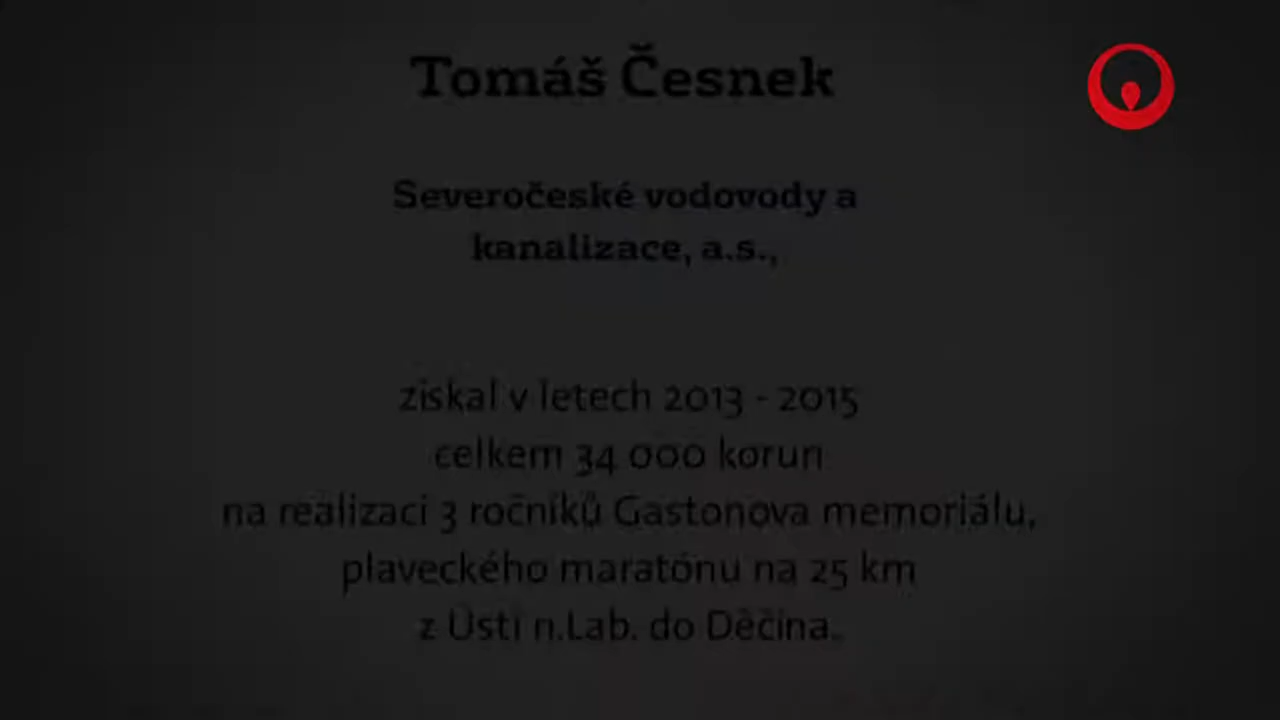 Tomáš Česnek
Severočeské vodovody a
kanalizace, a.s.,
získal v letech 2013 - 2015
celkem 34 000 korun
na realizaci 3 ročníků Gastonova memoriálu,
plaveckého maratónu na 25 km
z Ústí n.Lab. do Děčína.